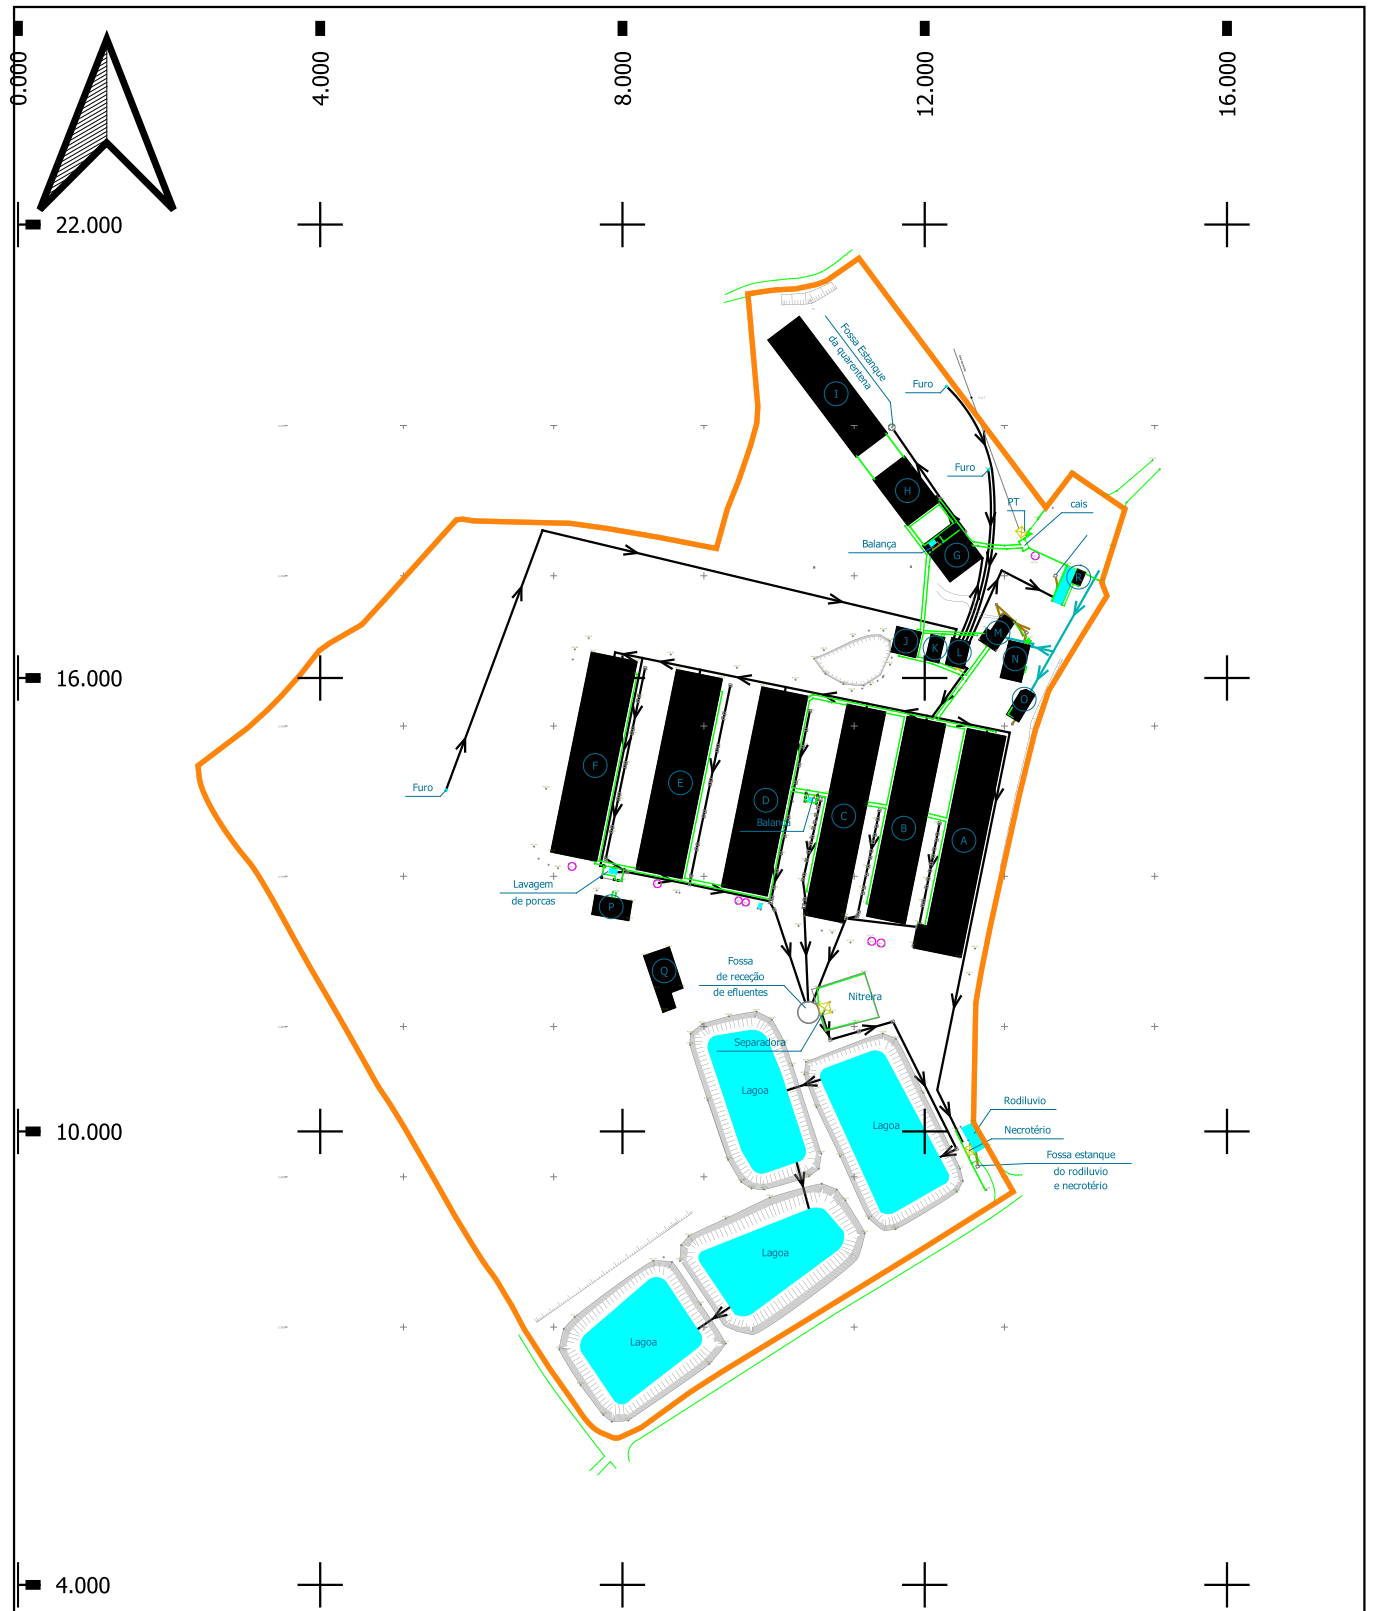 0.000
4.000
8.000
12.000
16.000
22.000
Fossa Estanque
da quarentena
I
Furo
Furo
H
PT
cais
Balança
G
M
J
K
L
N
16.000
O
F
E
D
Furo
C
Balança
B
A
Lavagem
de porcas
P
Fossa
de receção
de efluentes
Q
Nitreira
Separadora
Lagoa
Rodiluvio
Lagoa
Necrotério
10.000
Fossa estanque
do rodiluvio
e necrotério
Lagoa
Lagoa
4.000